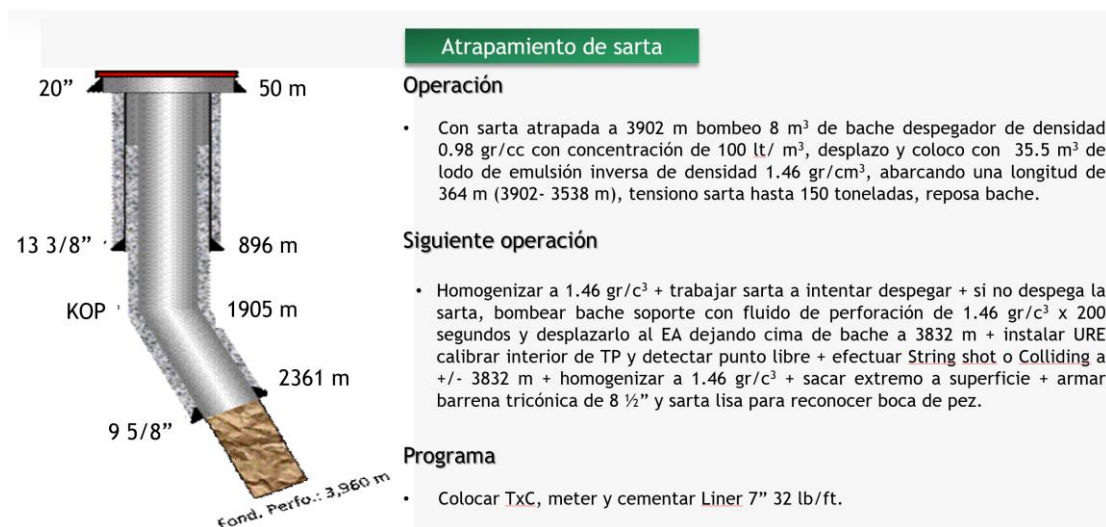 Atrapamiento de sarta
20” 50 m
13 3/8” 896 m
KOP 1905 m
2361 m
9 5/8”
Fond. Perfo.: 3,960 m
Operación
• Con sarta atrapada a 3902 m bombeo 8 m³ de bache despegador de densidad
0.98 gr/cc con concentración de 100 lt/ m³, desplazo y coloco con 35.5 m³ de
lodo de emulsión inversa de densidad 1.46 gr/cm³, abarcando una longitud de
364 m (3902- 3538 m), tensiono sarta hasta 150 toneladas, reposa bache.
Siguiente operación
• Homogenizar a 1.46 gr/c³ + trabajar sarta a intentar despegar + si no despega la
sarta, bombear bache soporte con fluido de perforación de 1.46 gr/c³ x 200
segundos y desplazarlo al EA dejando cima de bache a 3832 m + instalar URE
calibrar interior de TP y detectar punto libre + efectuar String shot o Colliding a
+/- 3832 m + homogenizar a 1.46 gr/c³ + sacar extremo a superficie + armar
barrena tricónica de 8 ½” y sarta lisa para reconocer boca de pez.
Programa
• Colocar TxC, meter y cementar Liner 7” 32 lb/ft.